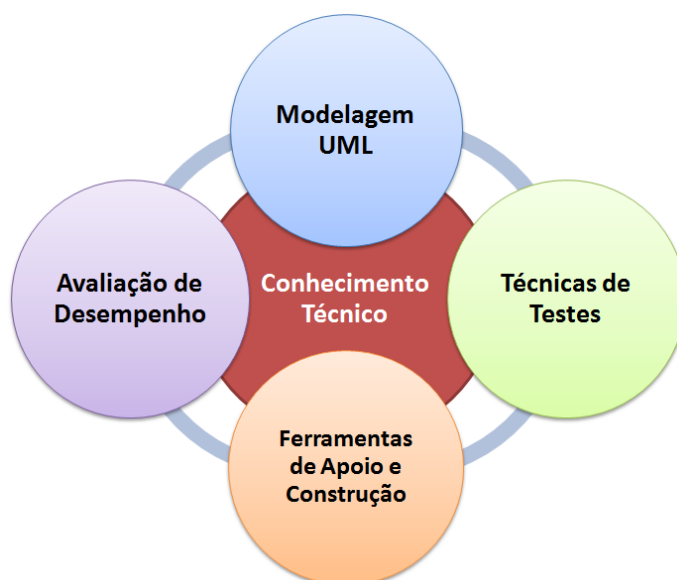 Modelagem
UML
Avaliação de
Desempenho
Conhecimento
Técnico
Técnicas de
Testes
Ferramentas
de Apoio e
Construção